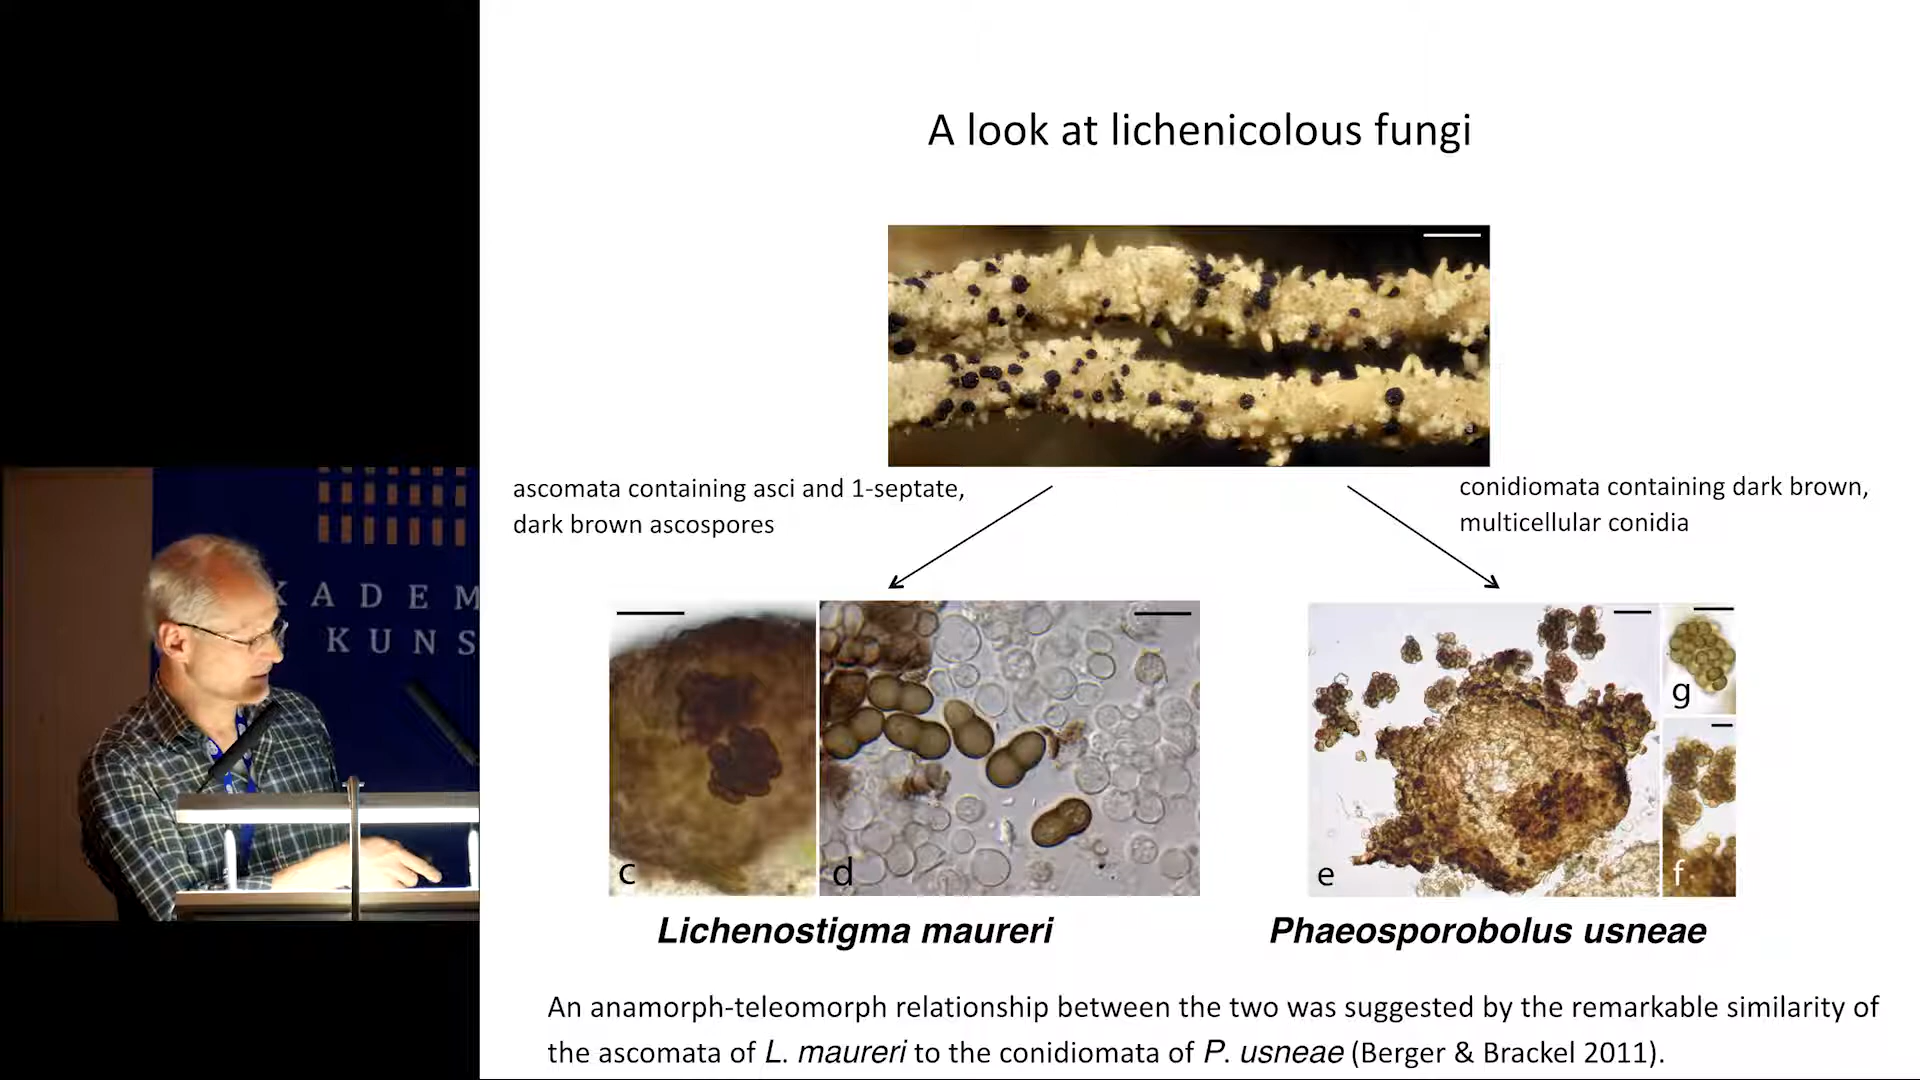 A look at lichenicolous fungi
ascomata containing asci and 1-septate,
dark brown ascospores
conidiomata containing dark brown,
multicellular conidia
KADEM
KUNS
c
d
e
g
f
Lichenostigma maureri
Phaeosporobolus usneae
An anamorph-teleomorph relationship between the two was suggested by the remarkable similarity of
the ascomata of L. maureri to the conidiomata of P. usneae (Berger & Brackel 2011).